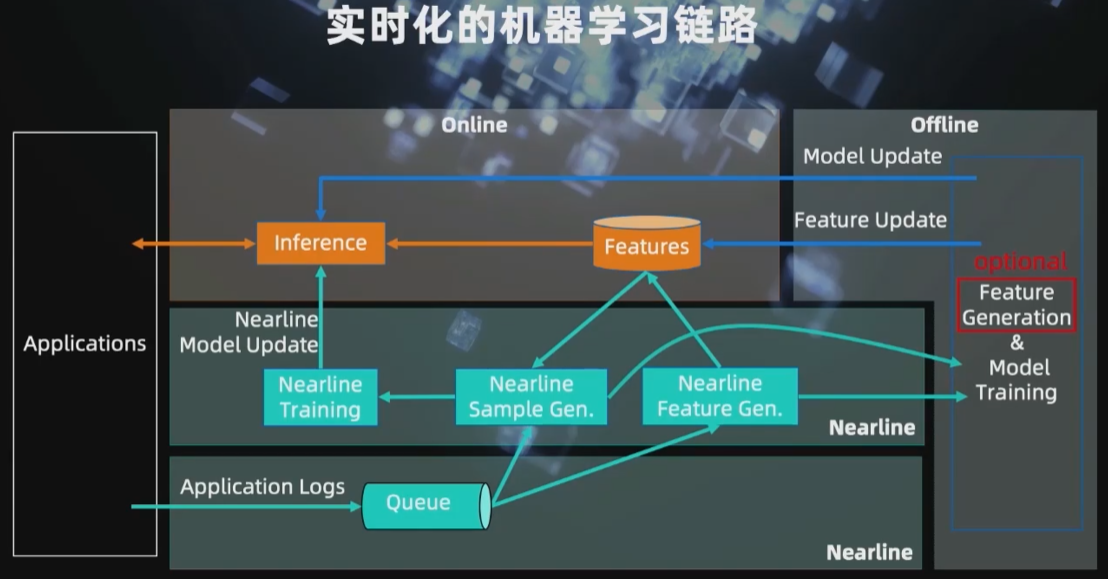 实时化的机器学习链路
Online
Offline
Model Update
Feature Update
Inference
Features
optional
Feature
Generation
&
Model
Training
Applications
Nearline
Model Update
Nearline
Training
Nearline
Sample Gen.
Nearline
Feature Gen.
Nearline
Application Logs
Queue
Nearline